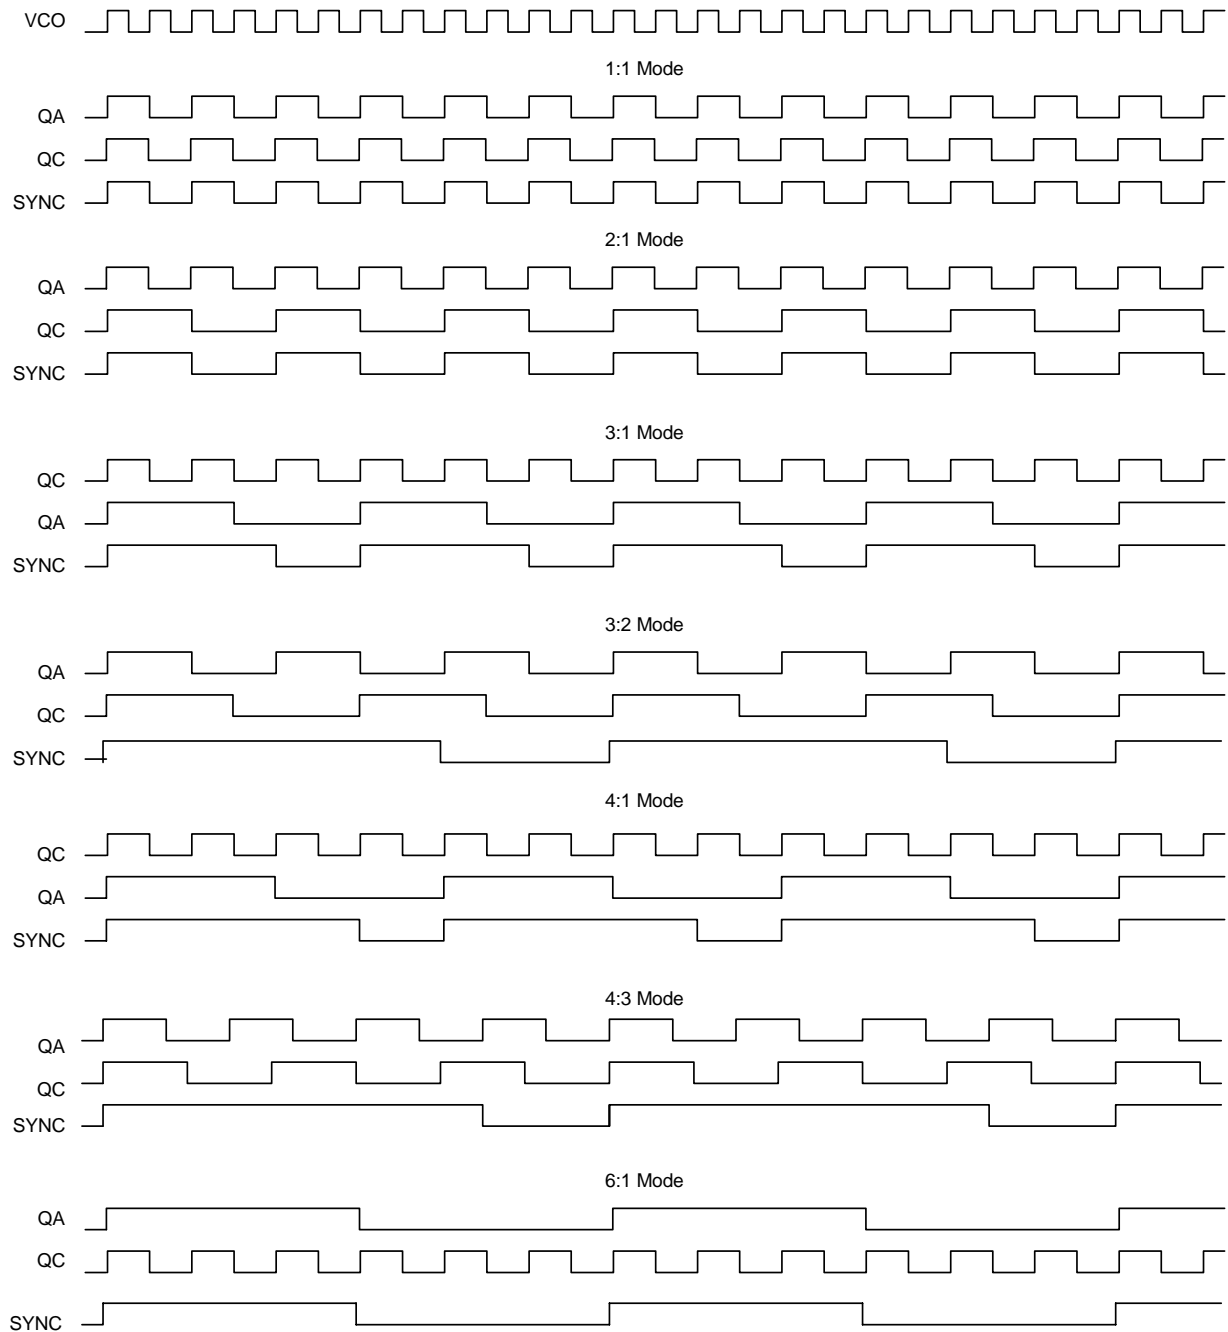 VCO
1:1 Mode
QA
QC
SYNC
2:1 Mode
QA
QC
SYNC
3:1 Mode
QC
QA
SYNC
3:2 Mode
QA
QC
SYNC
4:1 Mode
QC
QA
SYNC
4:3 Mode
QA
QC
SYNC
6:1 Mode
QA
QC
SYNC